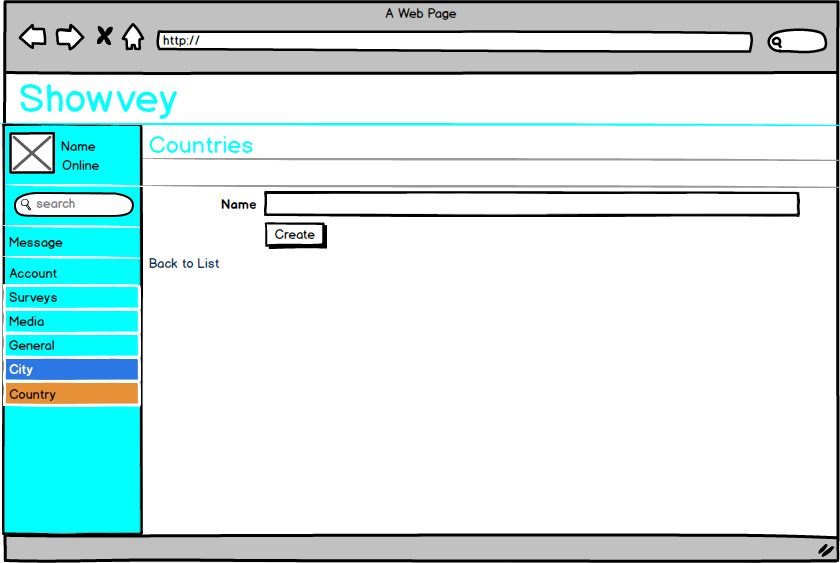 A Web Page
http://
Showvey
Name
Online
Countries
search
Name
Create
Back to List
Message
Account
Surveys
Media
General
City
Country